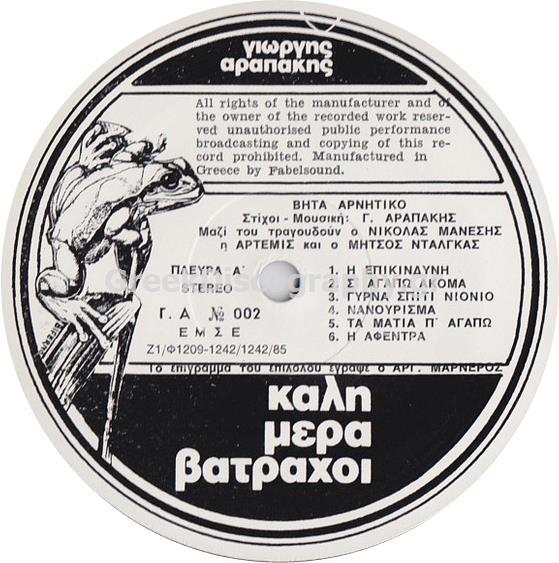 γιωργης
αραπακης
All rights of the manufacturer and of
the owner of the recorded work reser-
ved unauthorised public performance
broadcasting and copying of this re-
cord prohibited. Manufactured in
Greece by Fabelsound.
ΒΗΤΑ ΑΡΝΗΤΙΚΟ
Στίχοι - Μουσική: Γ. ΑΡΑΠΑΚΗΣ
Μαζί του τραγουδούν ο ΝΙΚΟΛΑΣ ΜΑΝΕΣΗΣ
η ΑΡΤΕΜΙΣ και ο ΜΗΤΣΟΣ ΝΤΑΛΓΚΑΣ
ΠΛΕΥΡΑ ·Α΄
STEREO
Γ. Α № 002
Ε Μ Σ Ε
Ζ1/Φ1209-1242/1242/85
1. Η ΕΠΙΚΙΝΔΥΝΗ
2. Σ΄ ΑΓΑΠΩ ΑΚΟΜΑ
3. ΓΥΡΝΑ ΣΠΙΤΙ ΝΙΟΝΙΟ
4. ΝΑΝΟΥΡΙΣΜΑ
5. ΤΑ ΜΑΤΙΑ Π΄ ΑΓΑΠΩ
6. Η ΑΦΕΝΤΡΑ
Το επίγραμμα του επιλόγου έγραψε ο ΑΡΓ. ΜΑΡΝΕΡΟΣ
καλη
μερα
βατραχοι